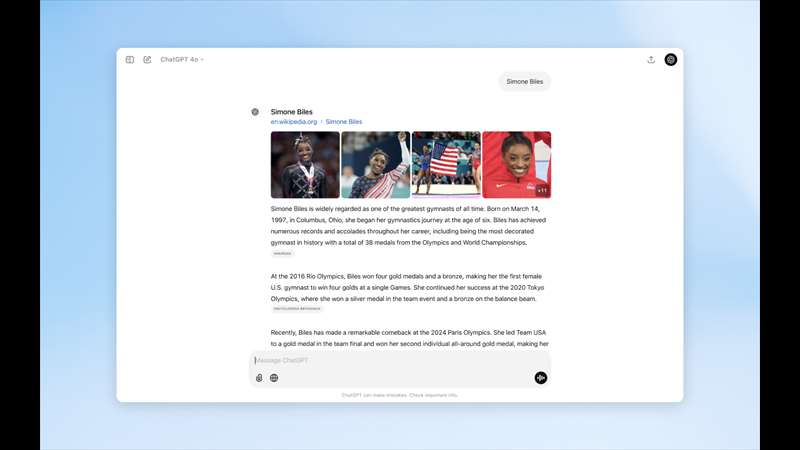 ChatGPT 4o
Simone Biles
Simone Biles
en.wikipedia.org › Simone Biles
+11
Simone Biles is widely regarded as one of the greatest gymnasts of all time. Born on March 14,
1997, in Columbus, Ohio, she began her gymnastics journey at the age of six. Biles has achieved
numerous records and accolades throughout her career, including being the most decorated
gymnast in history with a total of 38 medals from the Olympics and World Championships.
At the 2016 Rio Olympics, Biles won four gold medals and a bronze, making her the first female
U.S. gymnast to win four golds at a single Games. She continued her success at the 2020 Tokyo
Olympics, where she won a silver medal in the team event and a bronze on the balance beam.
ENCYCLOPEDIA BRITANNICA
Recently, Biles has made a remarkable comeback at the 2024 Paris Olympics. She led Team USA
to a gold medal in the team final and won her second individual all-around gold medal, making her
Message ChatGPT
ChatGPT can make mistakes. Check important info.